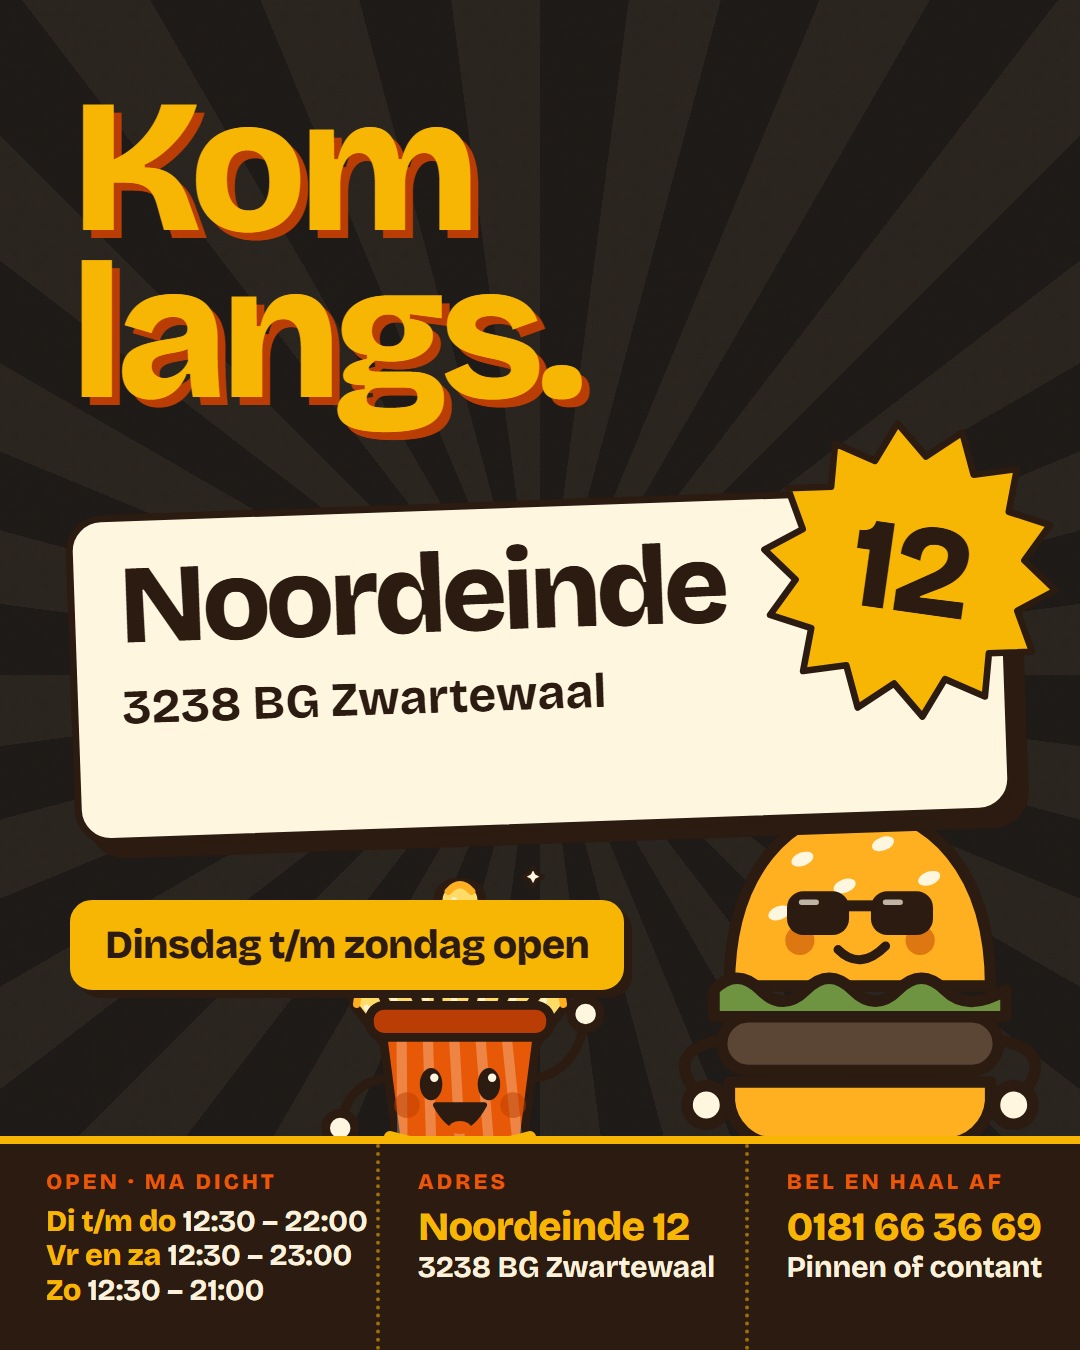 Kom
langs.
Noordeinde
12
3238 BG Zwartewaal
Dinsdag t/m zondag open
OPEN · MA DICHT
Di t/m do 12:30 – 22:00
Vr en za 12:30 – 23:00
Zo 12:30 – 21:00
ADRES
Noordeinde 12
3238 BG Zwartewaal
BEL EN HAAL AF
0181 66 36 69
Pinnen of contant